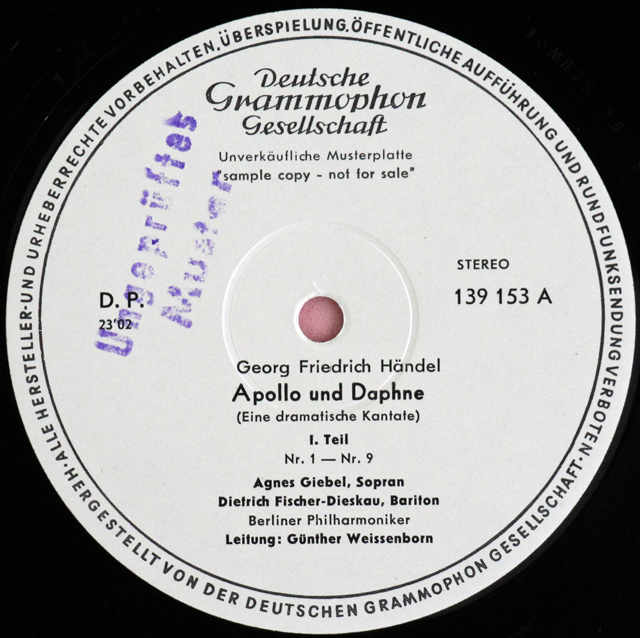 ALLE HERSTELLER-UND URHEBERRECHTE VORBEHALTEN, ÜBERSPIELUNG, ÖFFENTLICHE AUFFÜHRUNG UND RUNDFUNKSENDUNG VERBOTEN · HERGESTELLT VON DER DEUTSCHEN GRAMMOPHON GESELLSCHAFT ·
Deutsche
Grammophon
Gesellschaft
Unverkäufliche Musterplatte
"sample copy - not for sale"
Ungeprüftes
Muster
STEREO
D. P.
139 153 A
23'02
Georg Friedrich Händel
Apollo und Daphne
(Eine dramatische Kantate)
I. Teil
Nr. 1 — Nr. 9
Agnes Giebel, Sopran
Dietrich Fischer-Dieskau, Bariton
Berliner Philharmoniker
Leitung: Günther Weissenborn